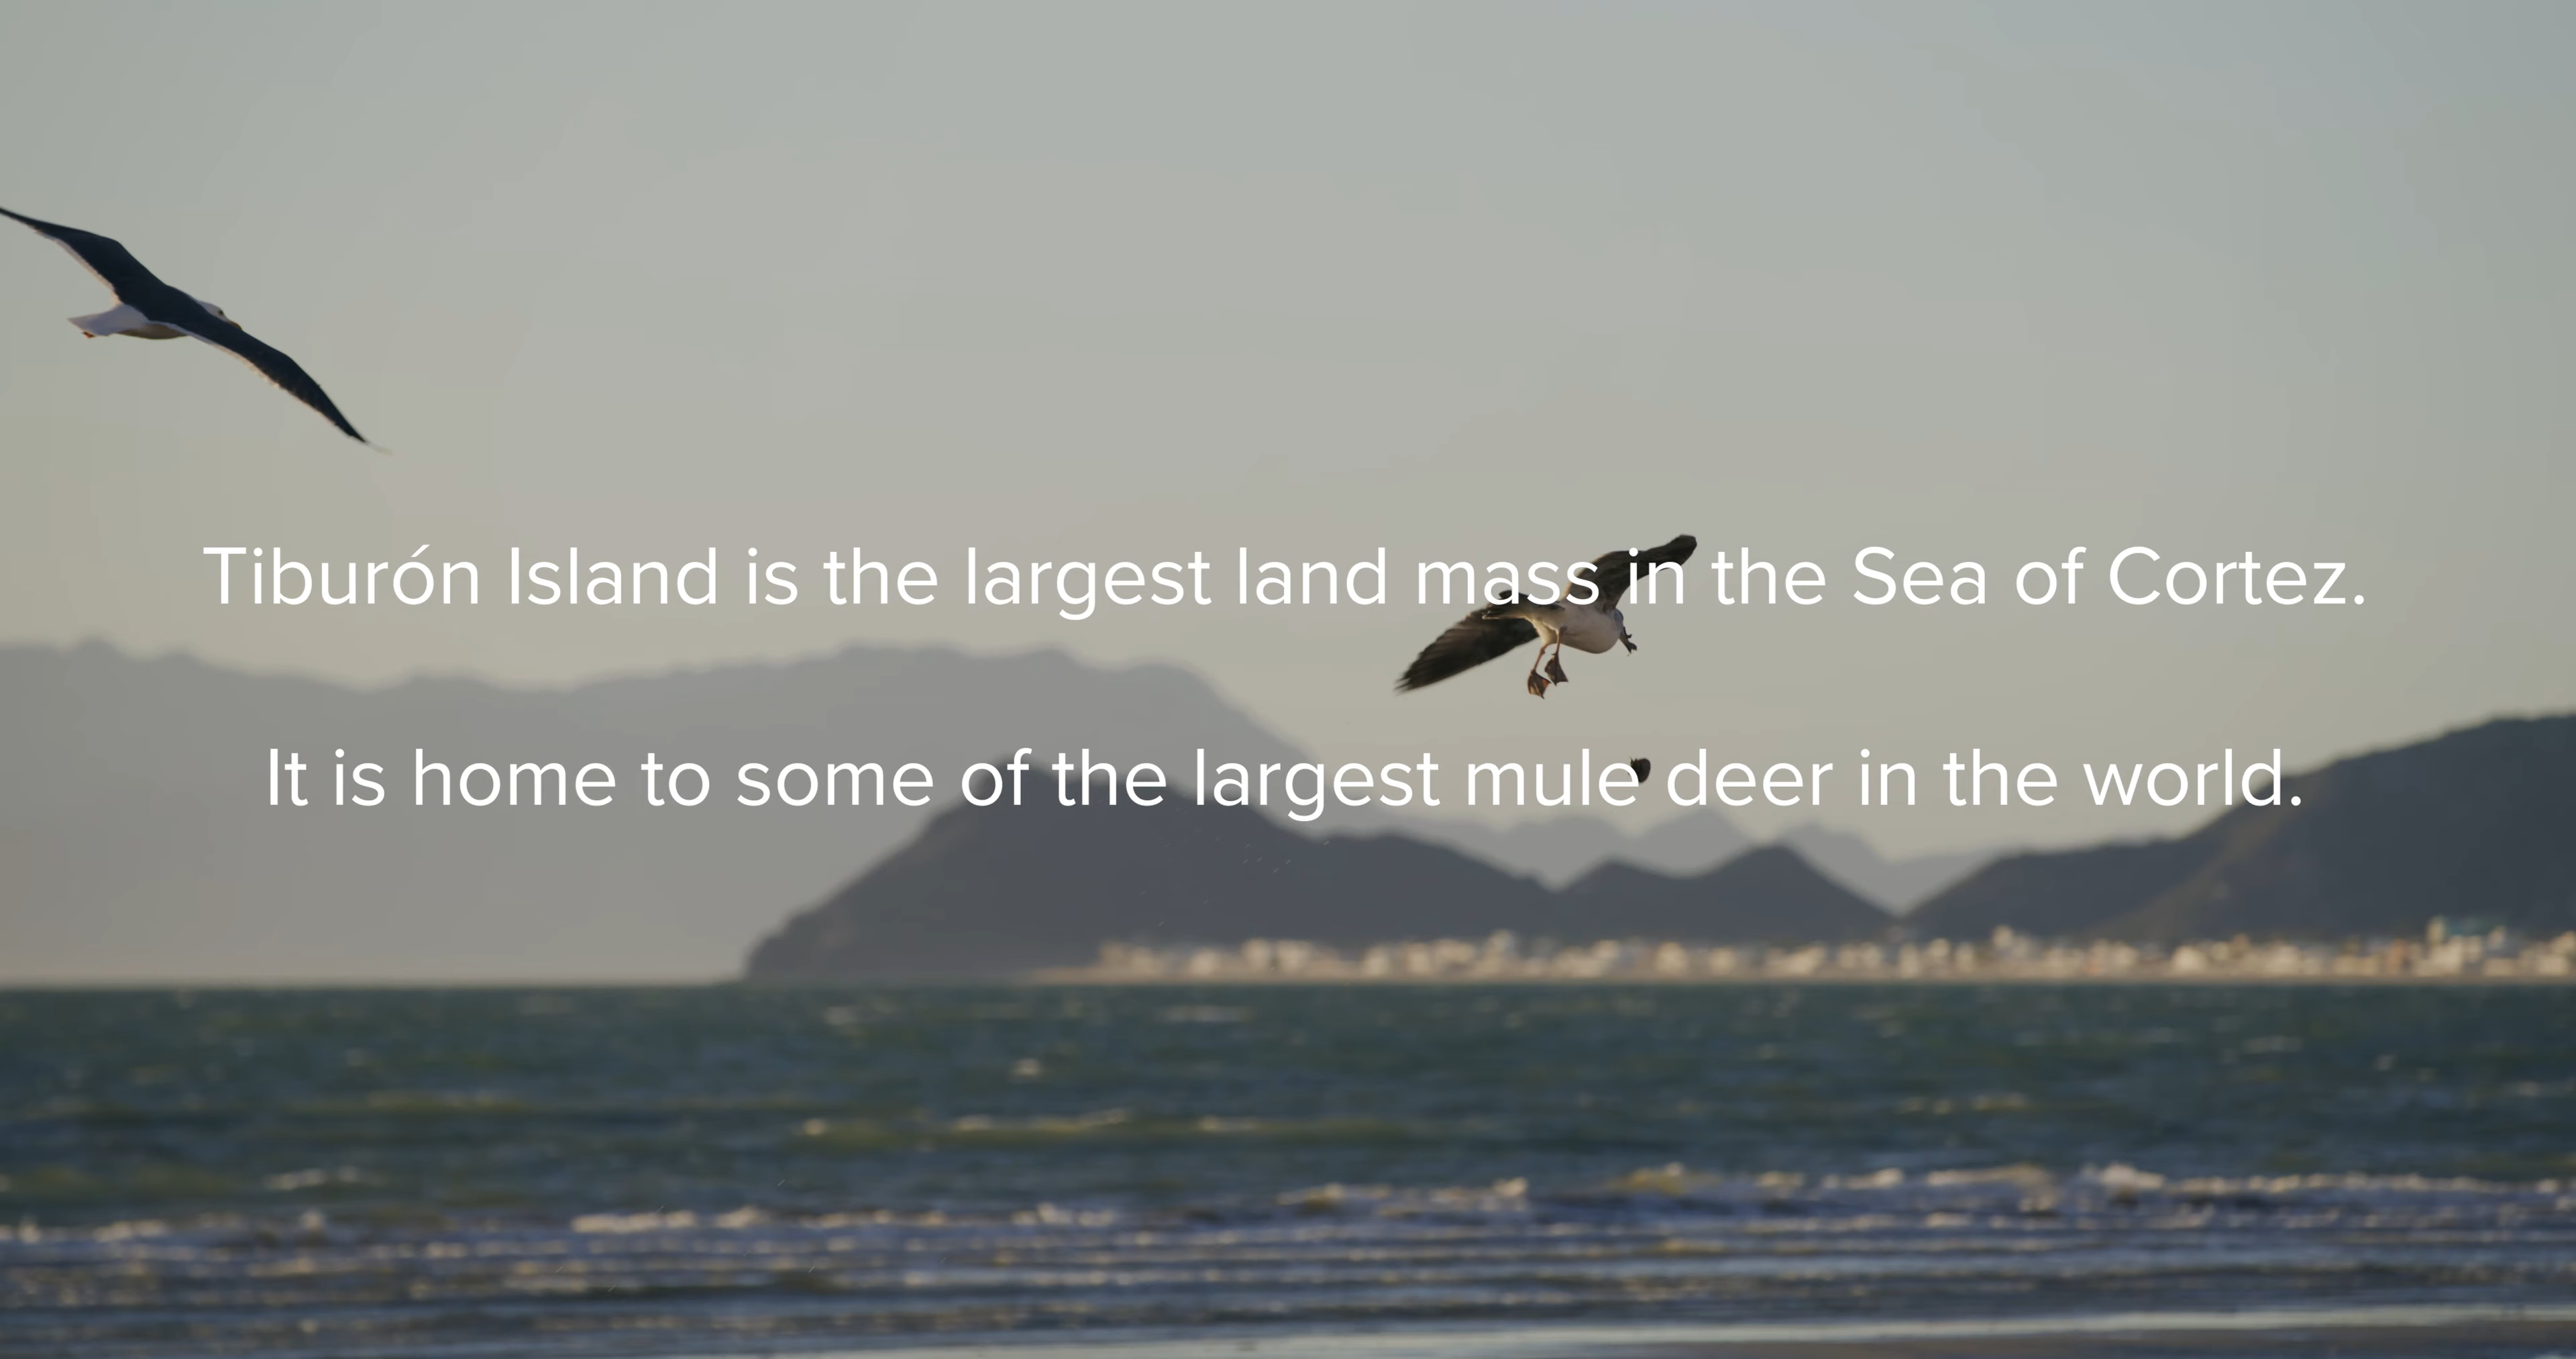 Tiburón Island is the largest land mass in the Sea of Cortez.
It is home to some of the largest mule deer in the world.